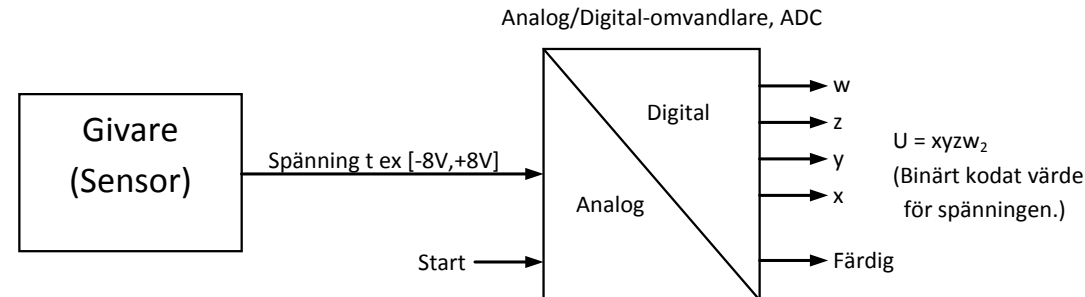 Analog/Digital-omvandlare, ADC
Givare
(Sensor)
Spänning t ex [-8V,+8V]
Start
Analog
Digital
w
z
y
x
Färdig
U = xyzw₂
(Binärt kodat värde
för spänningen.)